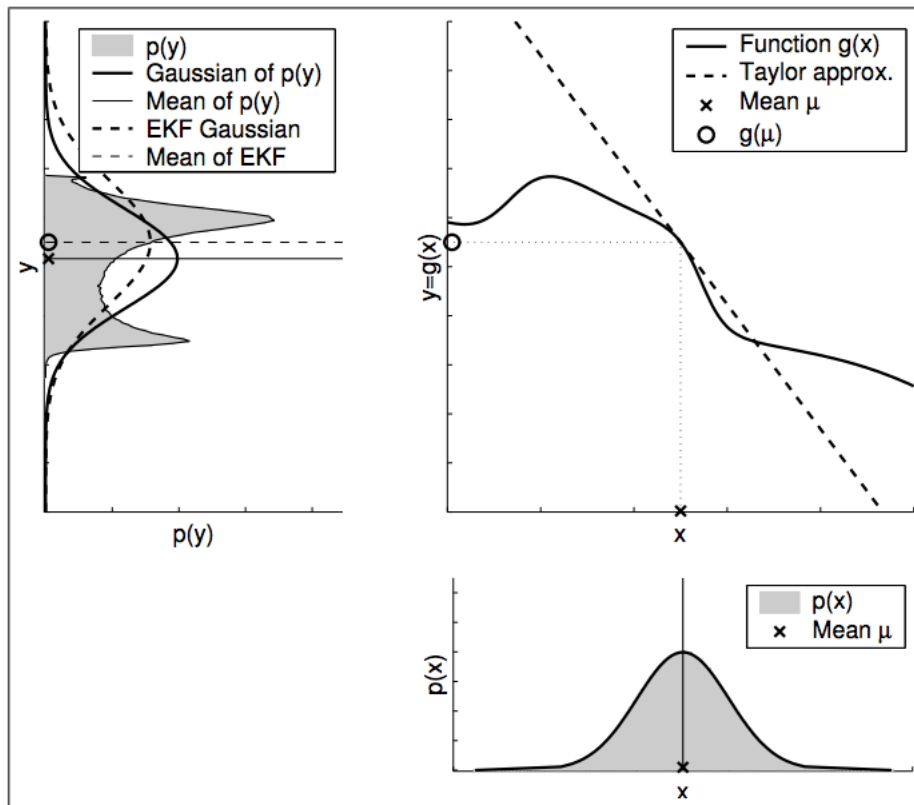 p(y)
Gaussian of p(y)
Mean of p(y)
EKF Gaussian
Mean of EKF
y
p(y)
Function g(x)
Taylor approx.
Mean μ
g(μ)
y=g(x)
x
p(x)
Mean μ
p(x)
x